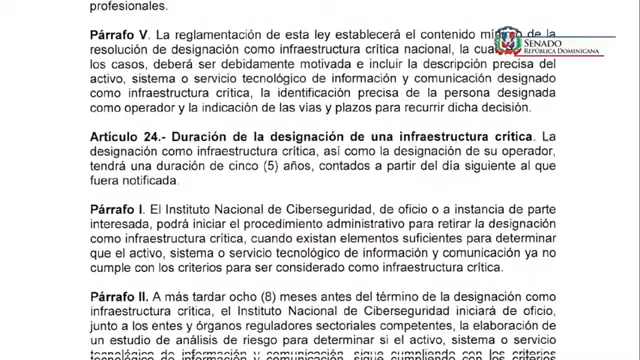 profesionales.
SENADO
REPÚBLICA DOMINICANA
Párrafo V. La reglamentación de esta ley establecerá el contenido de la
resolución de designación como infraestructura crítica nacional, la
los casos, deberá ser debidamente motivada e incluir la descripción precisa del
activo, sistema o servicio tecnológico de información y comunicación designado
como infraestructura crítica, la identificación precisa de la persona designada
como operador y la indicación de las vías y plazos para recurrir dicha decisión.
Articulo 24.- Duración de la designación de una infraestructura crítica. La
designación como infraestructura crítica, así como la designación de su operador,
tendrá una duración de cinco (5) años, contados a partir del día siguiente al que
fuera notificada.
Párrafo I. El Instituto Nacional de Ciberseguridad, de oficio o a instancia de parte
interesada, podrá iniciar el procedimiento administrativo para retirar la designación
como infraestructura crítica, cuando existan elementos suficientes para determinar
que el activo, sistema o servicio tecnológico de información y comunicación ya no
cumple con los criterios para ser considerado como infraestructura crítica.
Párrafo II. A más tardar ocho (8) meses antes del término de la designación como
infraestructura crítica, el Instituto Nacional de Ciberseguridad iniciará de oficio,
junto a los entes y órganos reguladores sectoriales competentes, la elaboración de
un estudio de análisis de riesgo para determinar si el activo, sistema o servicio
tecnológico de información y comunicación, sigue cumpliendo con los criterios